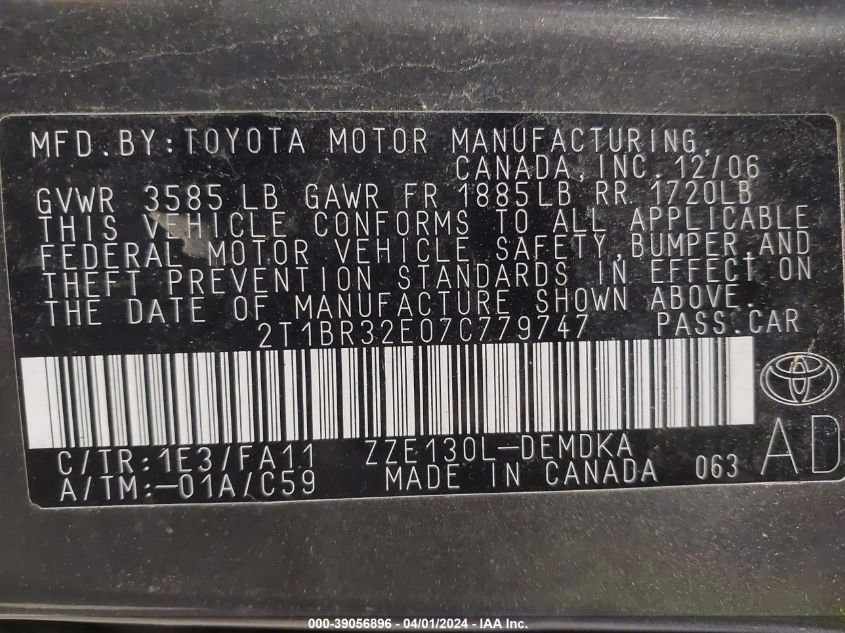 MFD.BY:TOYOTA MOTOR MANUFACTURING,
CANADA,INC.12/06
GVWR 3585 LB GAWR FR 1885LB RR 1720LB
THIS VEHICLE CONFORMS TO ALL APPLICABLE
FEDERAL MOTOR VEHICLE SAFETY,BUMPER,AND
THEFT PREVENTION STANDARDS IN EFFECT ON
THE DATE OF MANUFACTURE SHOWN ABOVE.
2T1BR32E07C779747 PASS.CAR
C/TR:1E3/FA11 ZZE130L-DEMDKA
A/TM:-01A/C59 MADE IN CANADA 063 AD
000-39056896 - 04/01/2024 - IAA Inc.